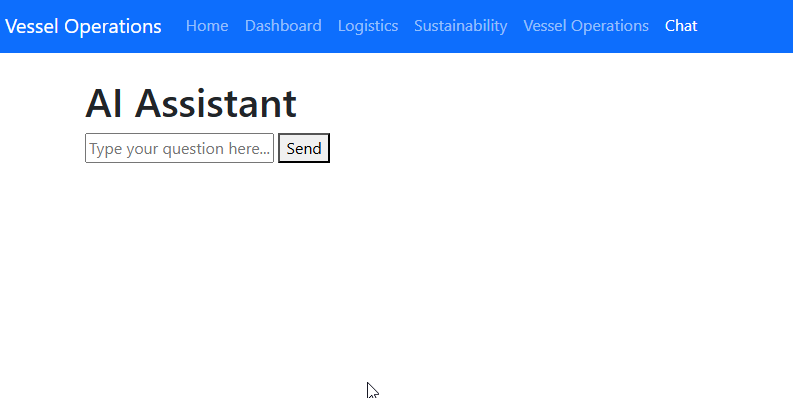 Vessel Operations Home Dashboard Logistics Sustainability Vessel Operations Chat
AI Assistant
Type your question here... Send